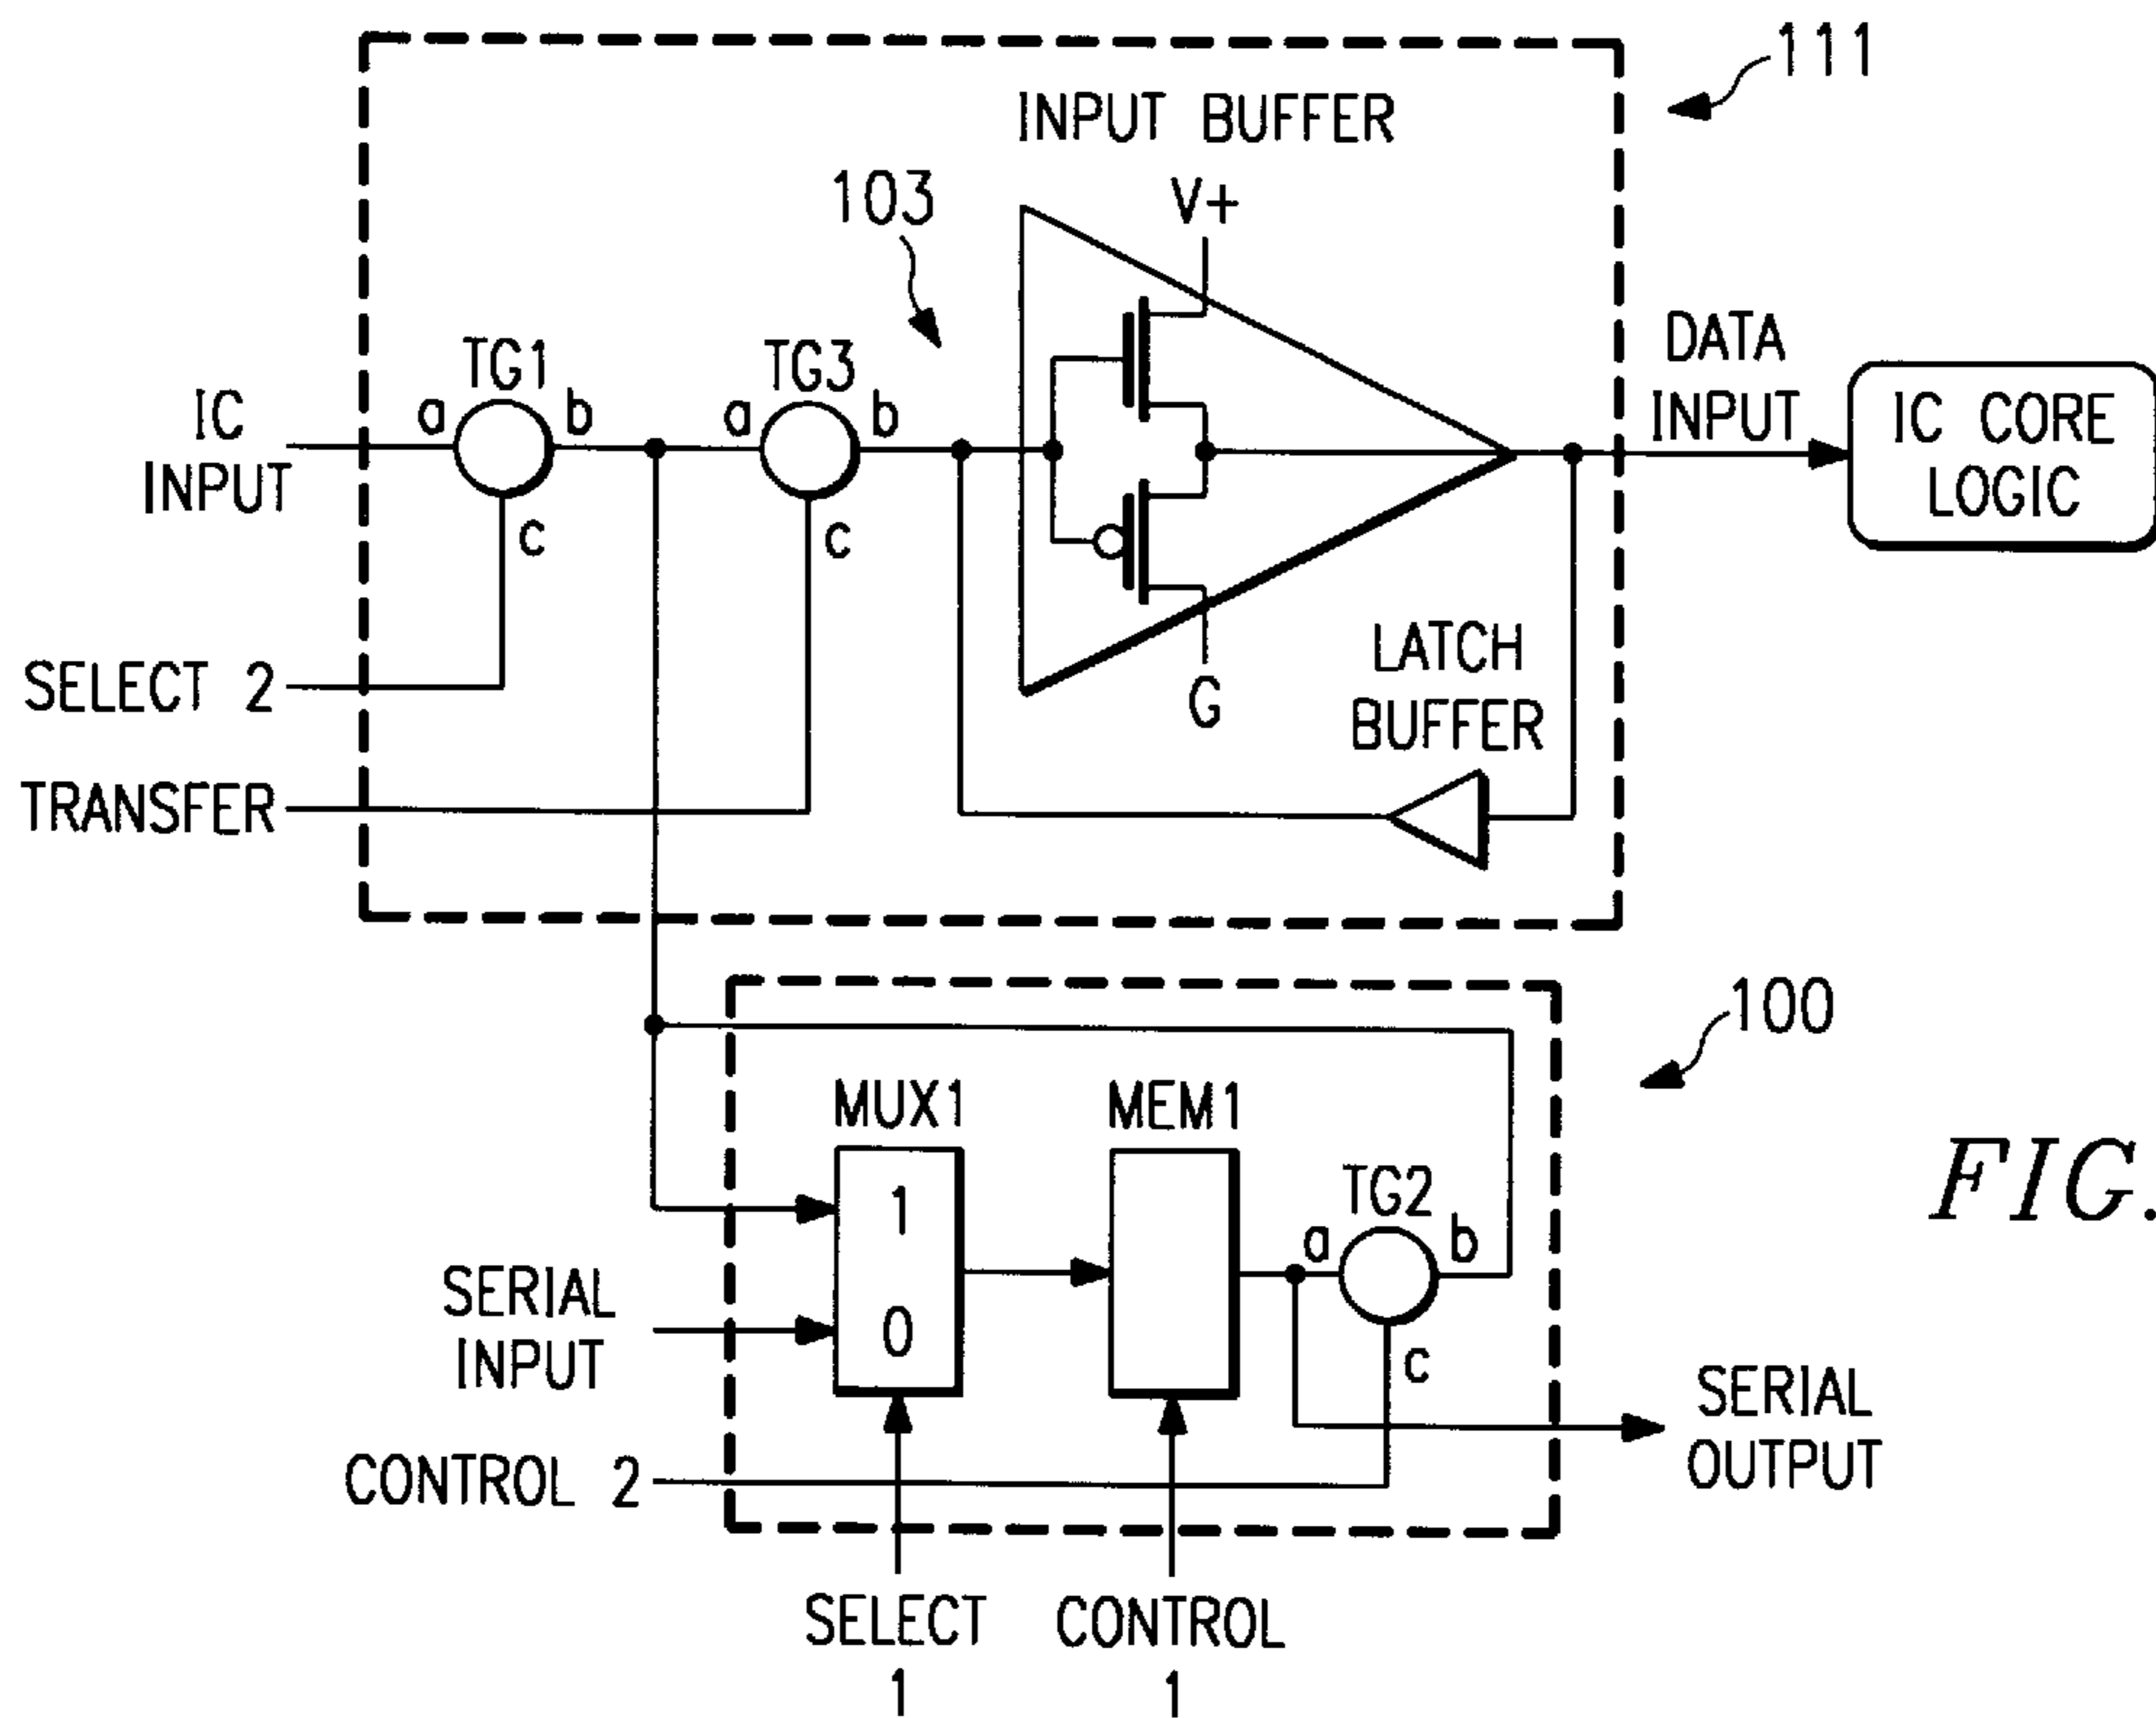 111
INPUT BUFFER
103
V+
TG1
TG3
a
b
a
b
c
c
IC
INPUT
DATA
INPUT
IC CORE
LOGIC
SELECT 2
G
LATCH
BUFFER
TRANSFER
100
MUX1
MEM1
TG2
1
0
a
b
c
FIG.
SERIAL
INPUT
SERIAL
OUTPUT
CONTROL 2
SELECT
1
CONTROL
1